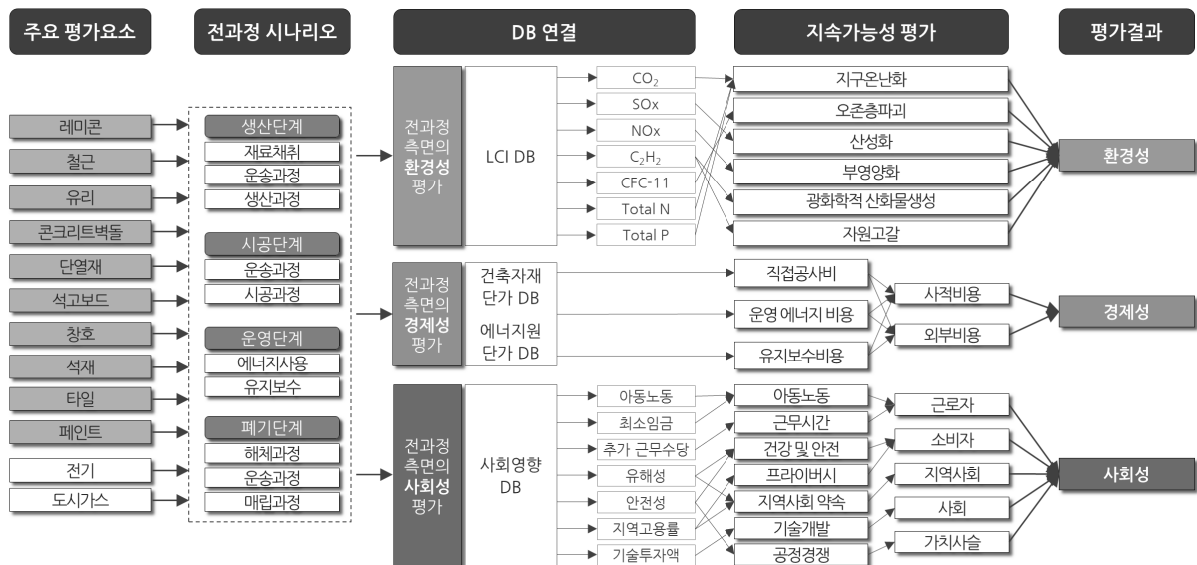 주요 평가요소
전과정 시나리오
DB 연결
지속가능성 평가
평가결과
레미콘
철근
유리
콘크리트벽돌
단열재
석고보드
창호
석재
타일
페인트
전기
도시가스
생산단계
재료채취
운송과정
생산과정
시공단계
운송과정
시공과정
운영단계
에너지사용
유지보수
폐기단계
해체과정
운송과정
매립과정
전과정
측면의
환경성
평가
LCI DB
CO₂
SOx
NOx
C₂H₂
CFC-11
Total N
Total P
지구온난화
오존층파괴
산성화
부영양화
광화학적 산화물생성
자원고갈
환경성
전과정
측면의
경제성
평가
건축자재
단가 DB
에너지원
단가 DB
직접공사비
운영 에너지 비용
유지보수비용
사적비용
외부비용
경제성
전과정
측면의
사회성
평가
사회영향
DB
아동노동
최소임금
추가 근무수당
유해성
안전성
지역고용률
기술투자액
아동노동
근무시간
건강 및 안전
프라이버시
지역사회 약속
기술개발
공정경쟁
근로자
소비자
지역사회
사회
가치사슬
사회성